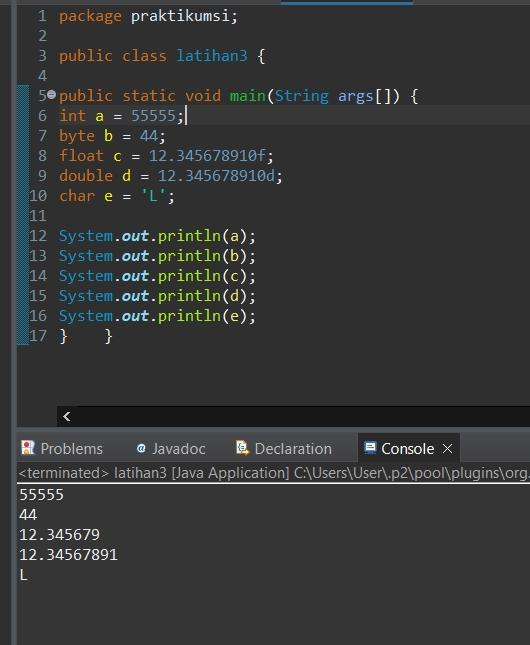 1 package praktikumsi;
2
3 public class latihan3 {
4
5 public static void main(String args[]) {
6 int a = 55555;
7 byte b = 44;
8 float c = 12.345678910f;
9 double d = 12.345678910d;
10 char e = 'L';
11
12 System.out.println(a);
13 System.out.println(b);
14 System.out.println(c);
15 System.out.println(d);
16 System.out.println(e);
17 }    }
Problems @ Javadoc Declaration Console
<terminated> latihan3 [Java Application] C:\Users\User\.p2\pool\plugins\org.
55555
44
12.345679
12.34567891
L